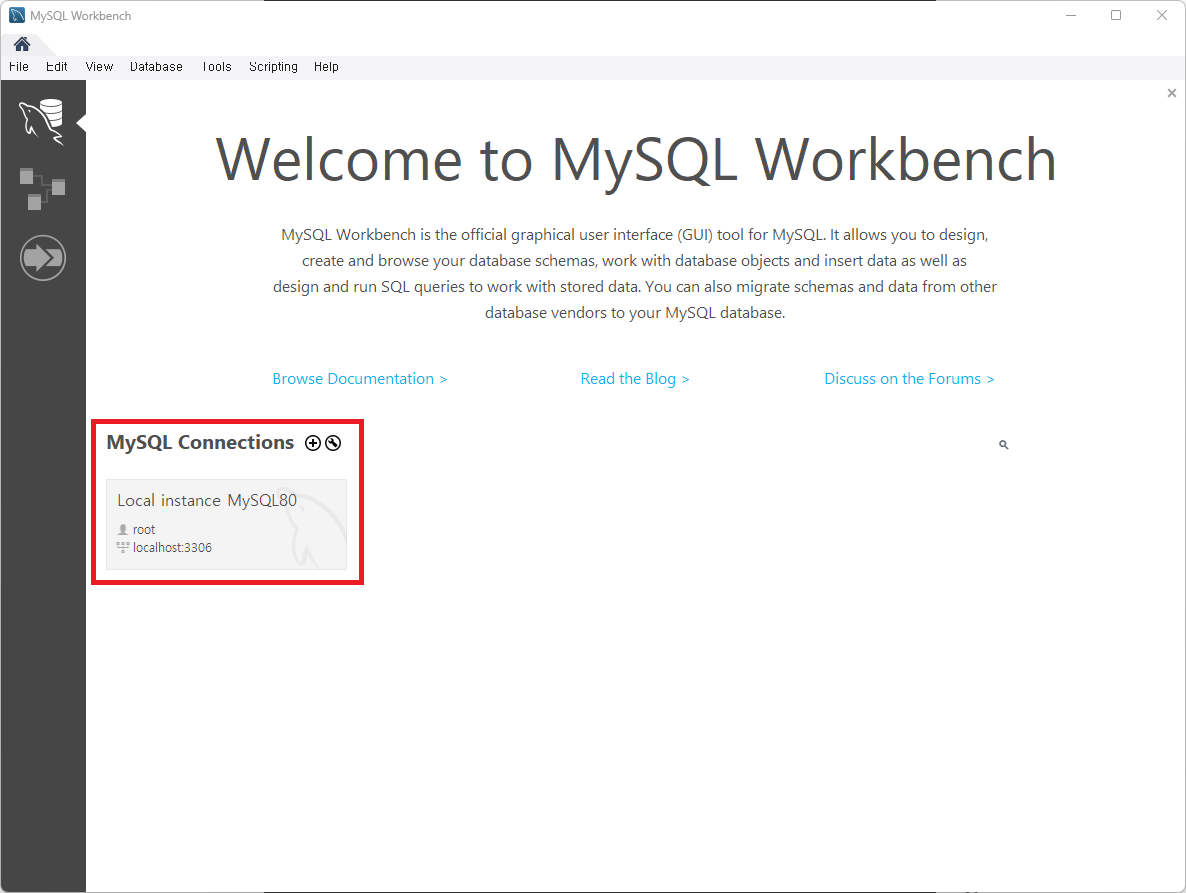 MySQL Workbench
File Edit View Database Tools Scripting Help
Welcome to MySQL Workbench
MySQL Workbench is the official graphical user interface (GUI) tool for MySQL. It allows you to design,
create and browse your database schemas, work with database objects and insert data as well as
design and run SQL queries to work with stored data. You can also migrate schemas and data from other
database vendors to your MySQL database.
Browse Documentation > Read the Blog > Discuss on the Forums >
MySQL Connections
Local instance MySQL80
root
localhost:3306